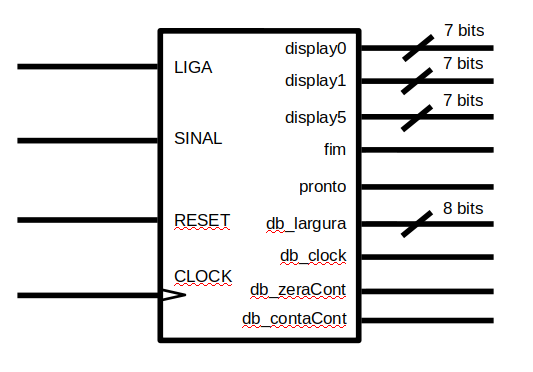 LIGA
SINAL
RESET
CLOCK
display0
7 bits
display1
7 bits
display5
7 bits
fim
pronto
db_largura
8 bits
db_clock
db_zeraCont
db_contaCont